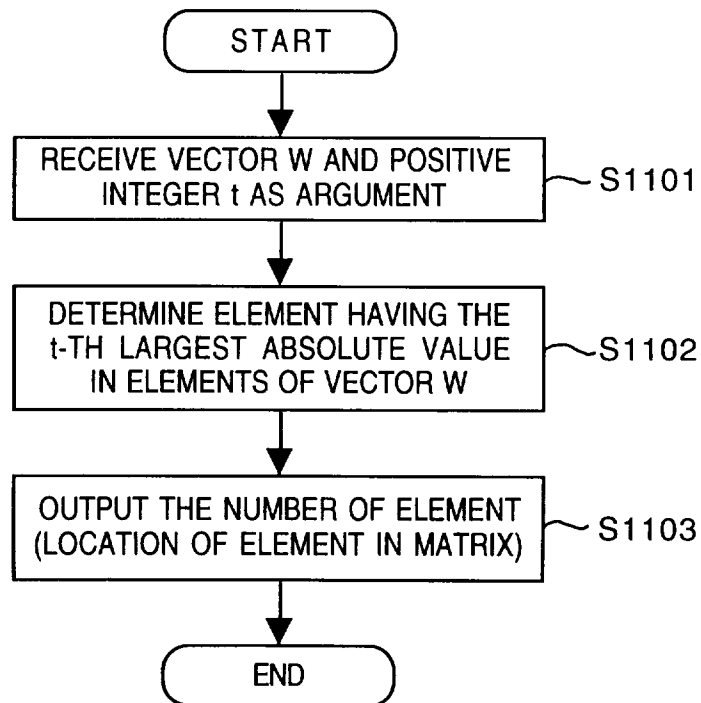 START
RECEIVE VECTOR W AND POSITIVE
INTEGER t AS ARGUMENT
S1101
DETERMINE ELEMENT HAVING THE
t-TH LARGEST ABSOLUTE VALUE
IN ELEMENTS OF VECTOR W
S1102
OUTPUT THE NUMBER OF ELEMENT
(LOCATION OF ELEMENT IN MATRIX)
S1103
END